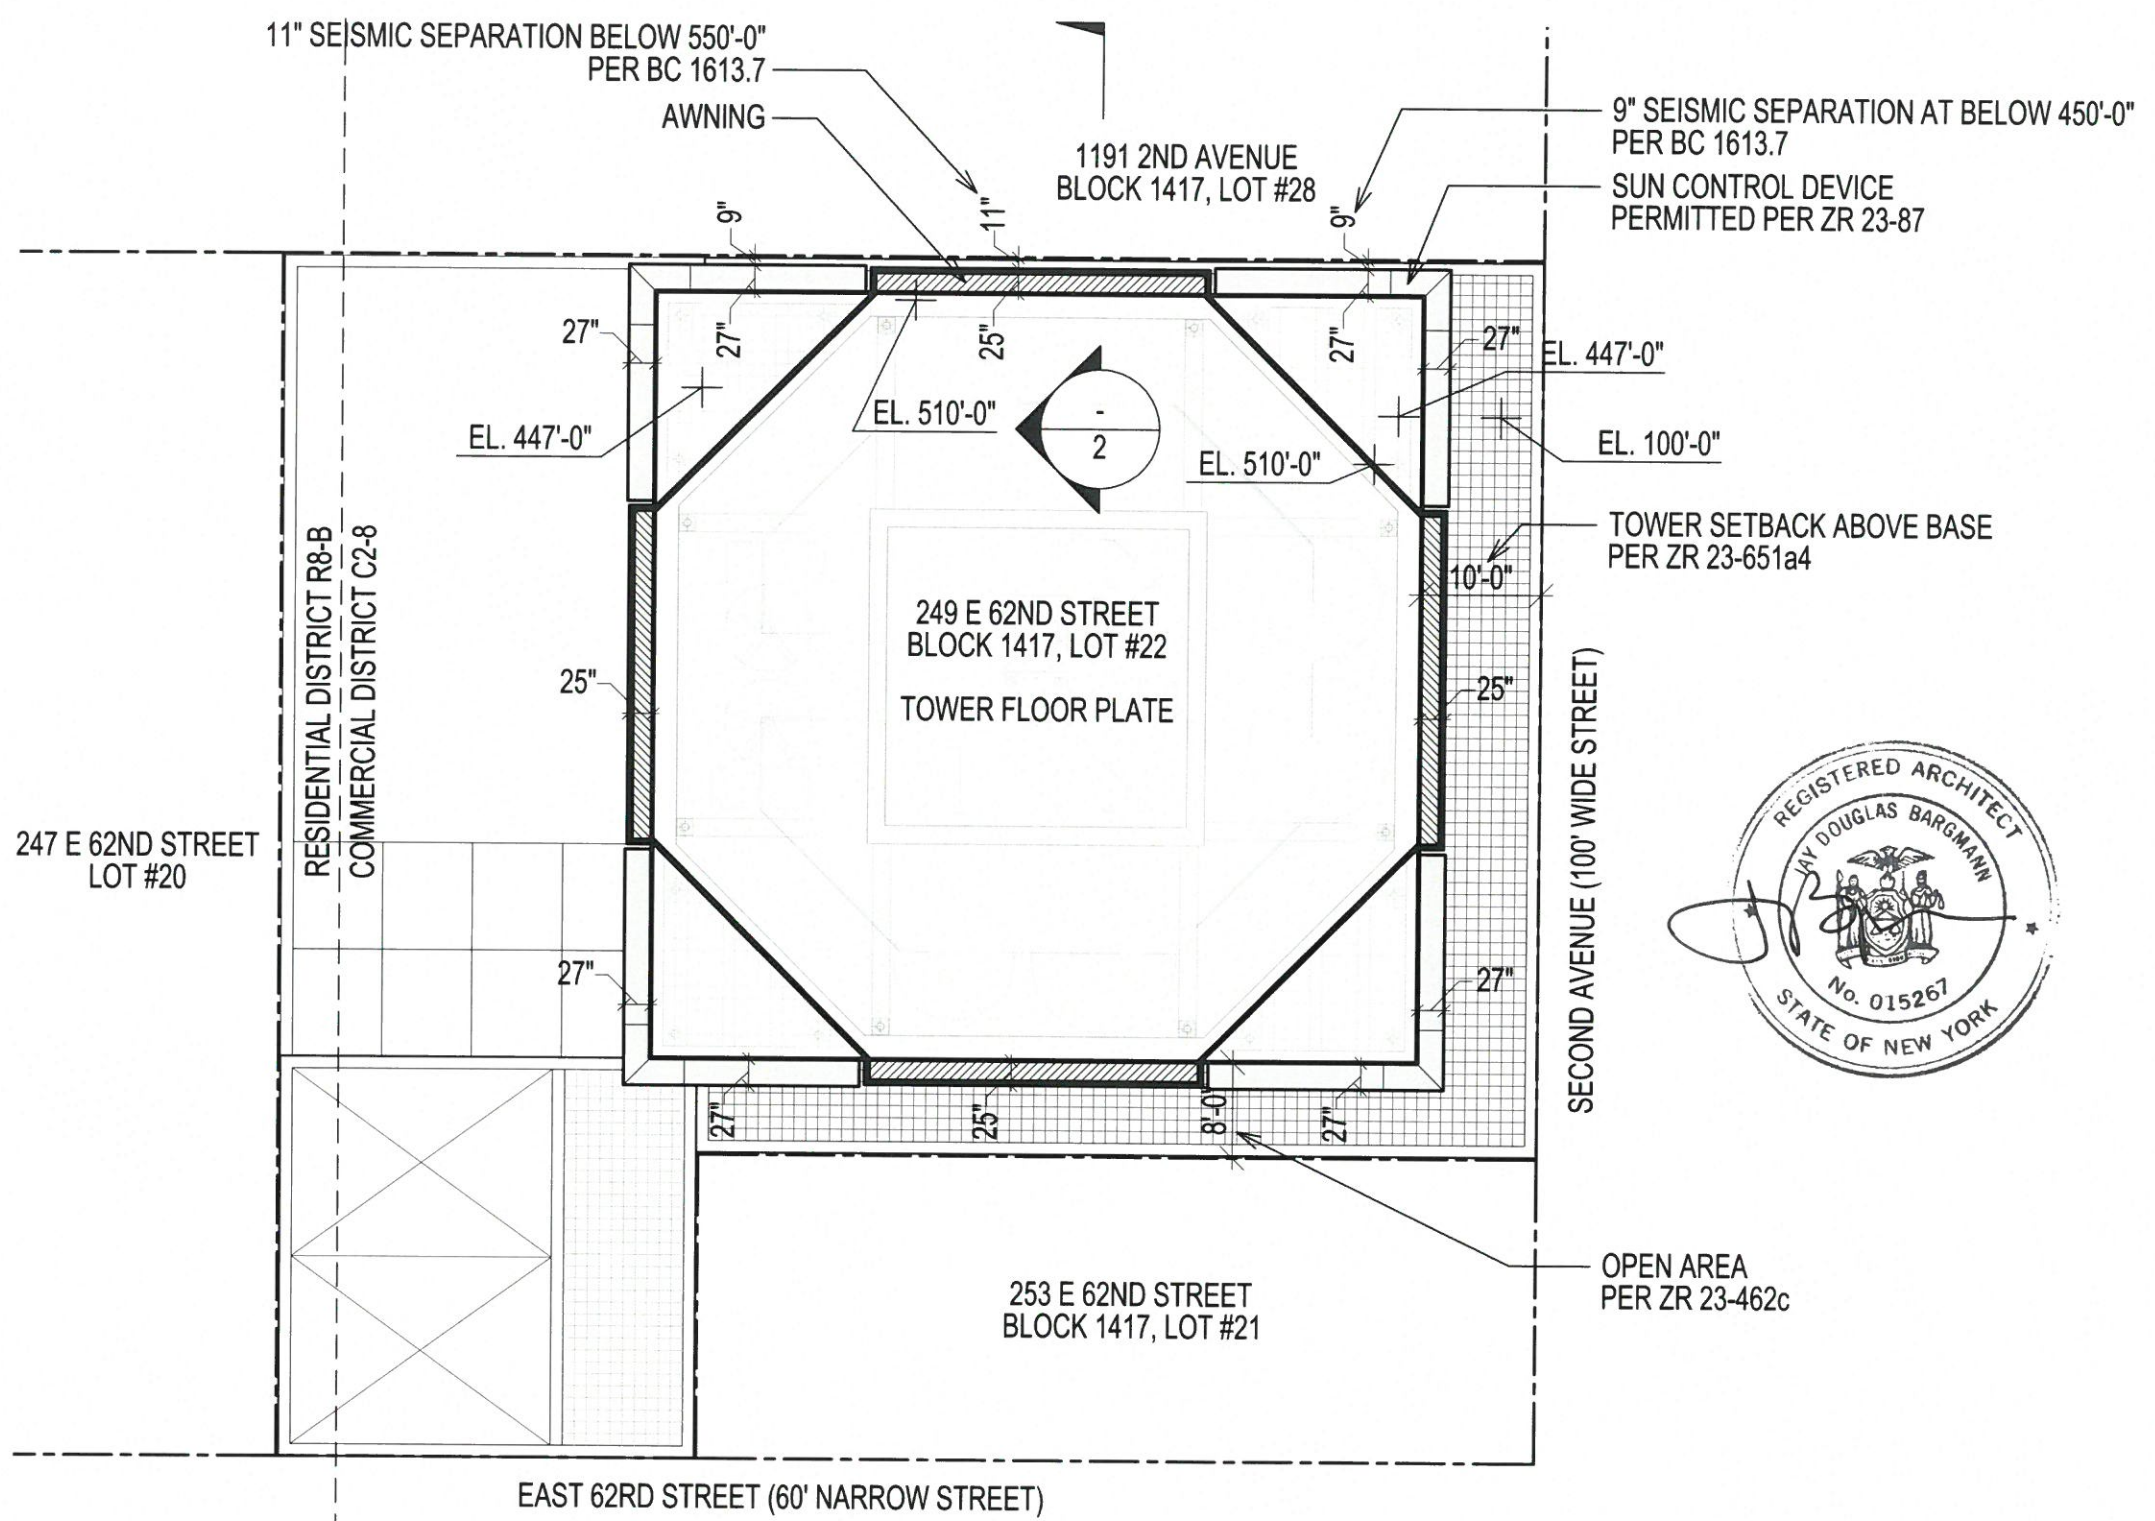 11" SEISMIC SEPARATION BELOW 550'-0"
PER BC 1613.7
AWNING
1191 2ND AVENUE
BLOCK 1417, LOT #28
9" SEISMIC SEPARATION AT BELOW 450'-0"
PER BC 1613.7
SUN CONTROL DEVICE
PERMITTED PER ZR 23-87
9"
11"
9"
27"
27"
25"
27"
27"
EL. 447'-0"
EL. 510'-0"
-
2
EL. 447'-0"
EL. 510'-0"
EL. 100'-0"
TOWER SETBACK ABOVE BASE
PER ZR 23-651a4
10'-0"
RESIDENTIAL DISTRICT R8-B
COMMERCIAL DISTRICT C2-8
249 E 62ND STREET
BLOCK 1417, LOT #22
TOWER FLOOR PLATE
25"
25"
SECOND AVENUE (100' WIDE STREET)
247 E 62ND STREET
LOT #20
REGISTERED ARCHITECT
JAY DOUGLAS BARGMANN
No. 015267
STATE OF NEW YORK
27"
27"
27"
25"
8'-0"
27"
OPEN AREA
PER ZR 23-462c
253 E 62ND STREET
BLOCK 1417, LOT #21
EAST 62RD STREET (60' NARROW STREET)